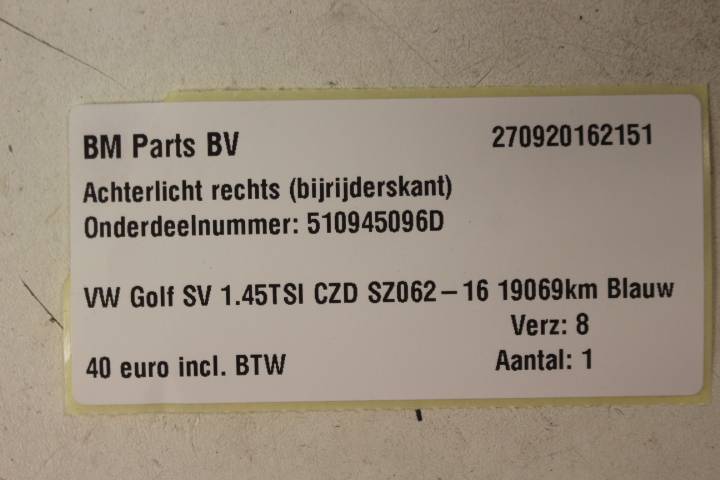 BM Parts BV 270920162151
Achterlicht rechts (bijrijderskant)
Onderdeelnummer: 510945096D
VW Golf SV 1.45TSI CZD SZ062-16 19069km Blauw
Verz: 8
40 euro incl. BTW Aantal: 1